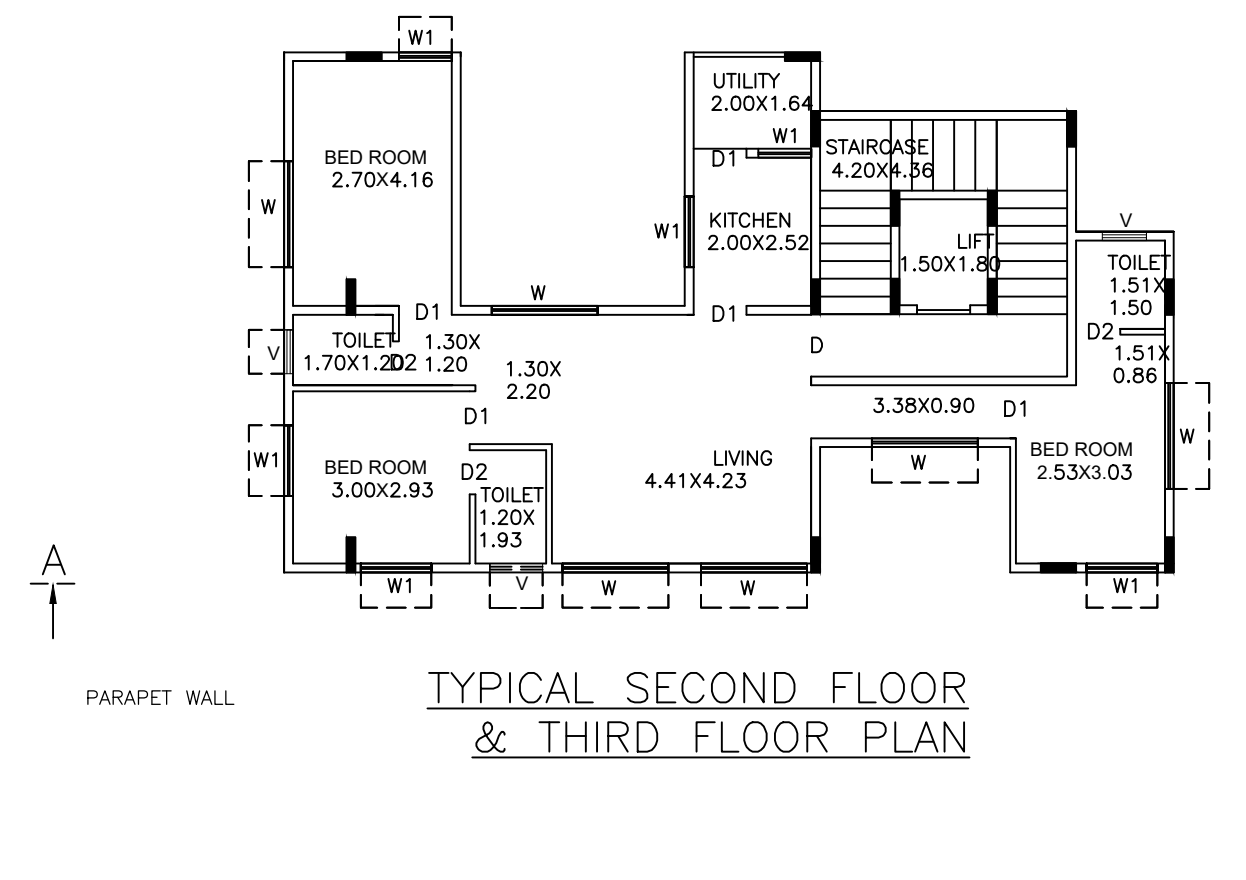 W1
UTILITY
2.00X1.64
W1
STAIRCASE
4.20X4.36
BED ROOM
2.70X4.16
D1
W
KITCHEN
2.00X2.52
W1
V
LIFT
1.50X1.80
TOILET
1.51X
1.50
W
D1
D1
D2
TOILET
1.70X1.20
D2
1.30X
1.20
V
D
1.51X
0.86
1.30X
2.20
3.38X0.90
D1
D1
W
BED ROOM
2.53X3.03
W1
BED ROOM
3.00X2.93
D2
LIVING
4.41X4.23
W
TOILET
1.20X
1.93
A
W1
V
W
W
W1
PARAPET WALL
TYPICAL SECOND FLOOR
& THIRD FLOOR PLAN